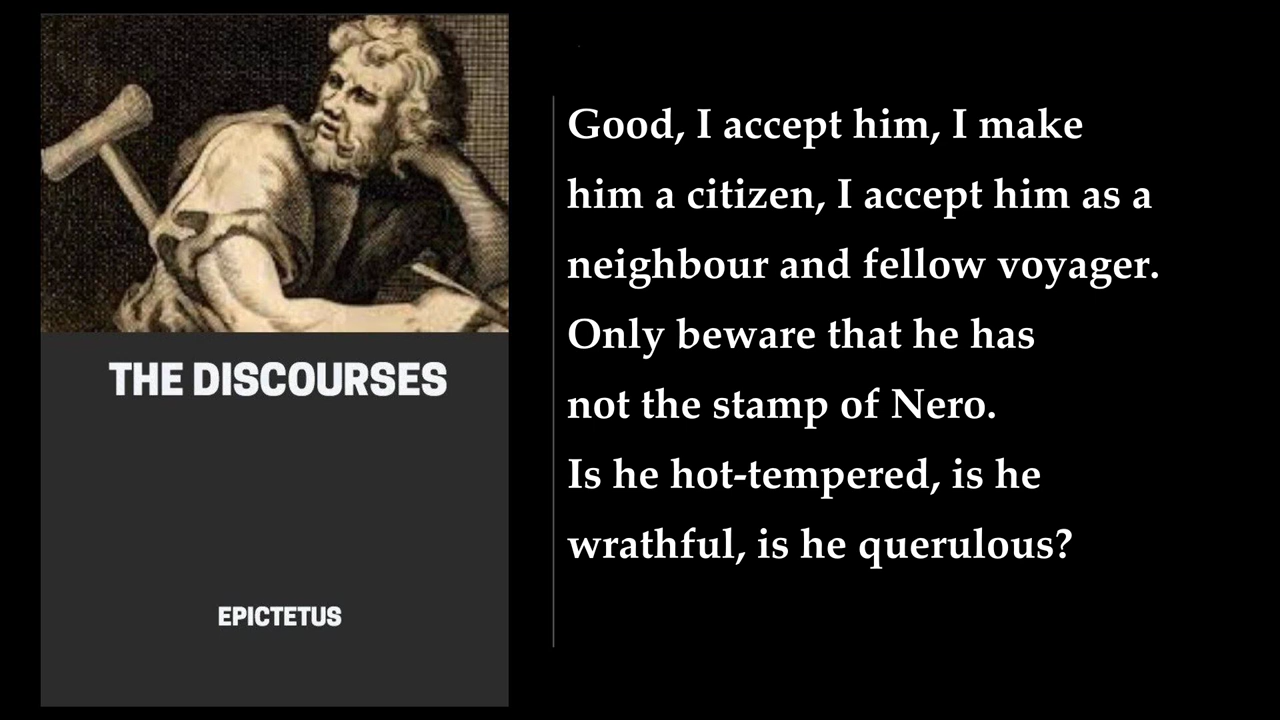 THE DISCOURSES
EPICTETUS
Good, I accept him, I make
him a citizen, I accept him as a
neighbour and fellow voyager.
Only beware that he has
not the stamp of Nero.
Is he hot-tempered, is he
wrathful, is he querulous?